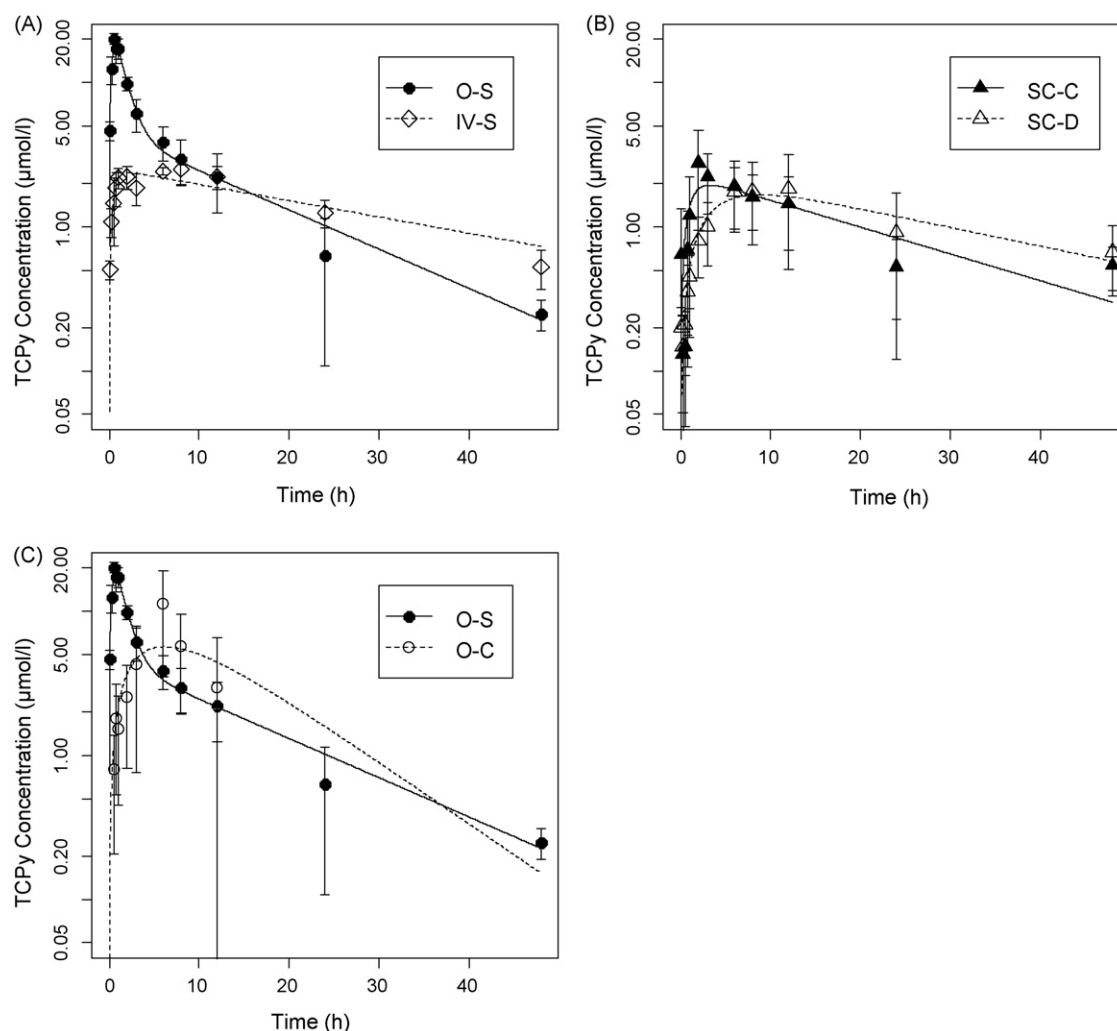 (A)
TCPy Concentration (μmol/l)
20.00
5.00
1.00
0.20
0.05
O-S
IV-S
0 10 20 30 40
Time (h)
(B)
TCPy Concentration (μmol/l)
20.00
5.00
1.00
0.20
0.05
SC-C
SC-D
0 10 20 30 40
Time (h)
(C)
TCPy Concentration (μmol/l)
20.00
5.00
1.00
0.20
0.05
O-S
O-C
0 10 20 30 40
Time (h)